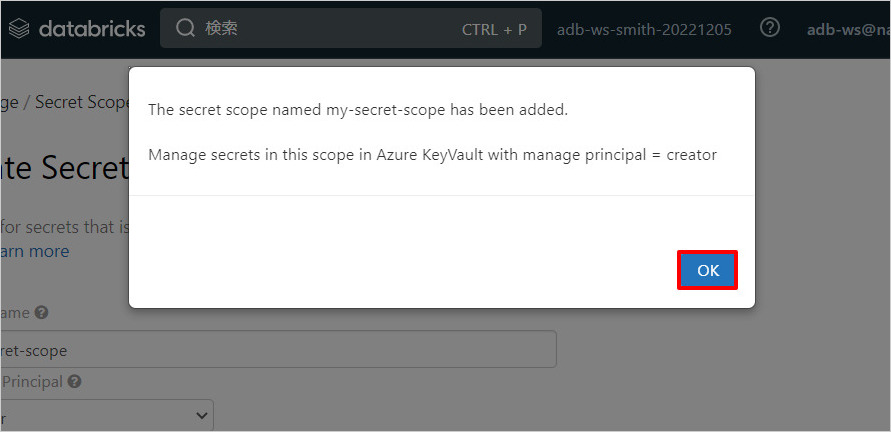 databricks 検索 CTRL + P adb-ws-smith-20221205 adb-ws@na
ge / Secret Scope
The secret scope named my-secret-scope has been added.
Manage secrets in this scope in Azure KeyVault with manage principal = creator
OK
te Secret
for secrets that is
arn more
ame
ret-scope
Principal
r